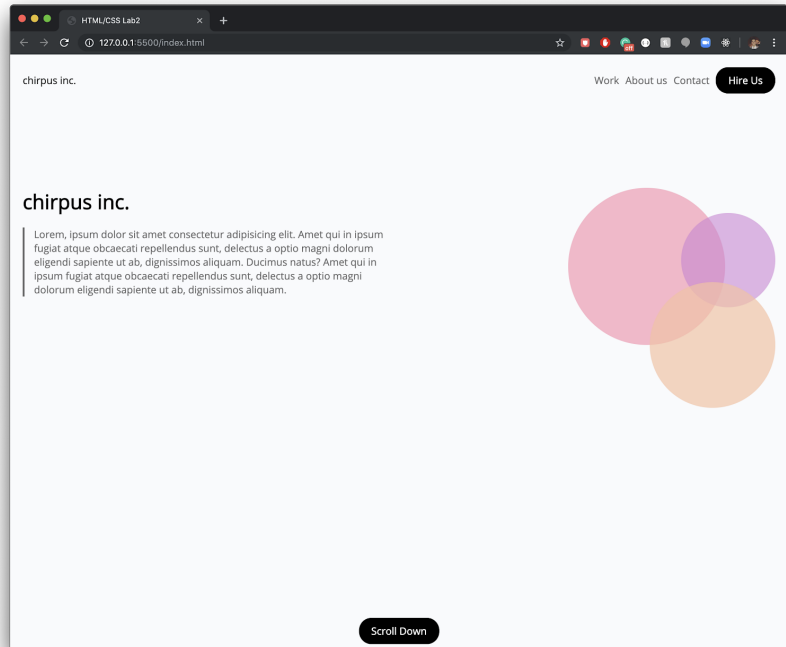 HTML/CSS Lab2
127.0.0.1:5500/index.html
off
chirpus inc.
Work About us Contact Hire Us
chirpus inc.
Lorem, ipsum dolor sit amet consectetur adipisicing elit. Amet qui in ipsum
fugiat atque obcaecati repellendus sunt, delectus a optio magni dolorum
eligendi sapiente ut ab, dignissimos aliquam. Ducimus natus? Amet qui in
ipsum fugiat atque obcaecati repellendus sunt, delectus a optio magni
dolorum eligendi sapiente ut ab, dignissimos aliquam.
Scroll Down